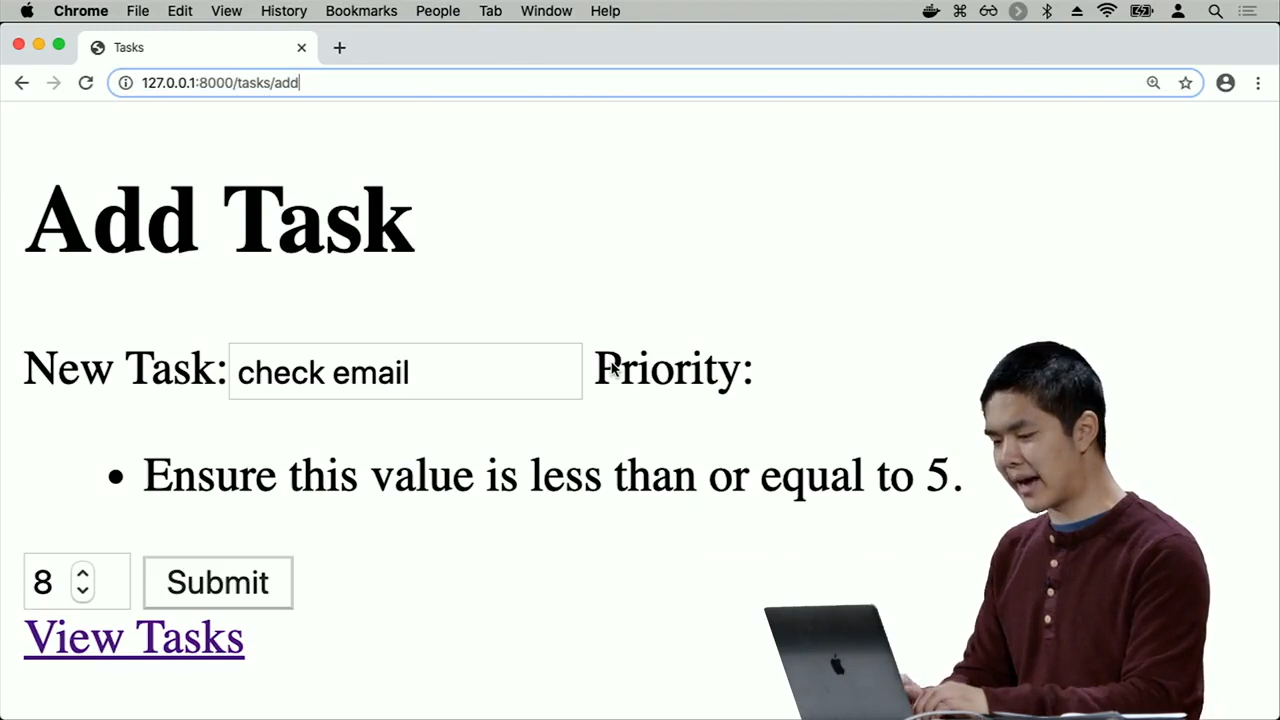 Chrome File Edit View History Bookmarks People Tab Window Help
Tasks
127.0.0.1:8000/tasks/add
Add Task
New Task: check email Priority:
• Ensure this value is less than or equal to 5.
8 Submit
View Tasks